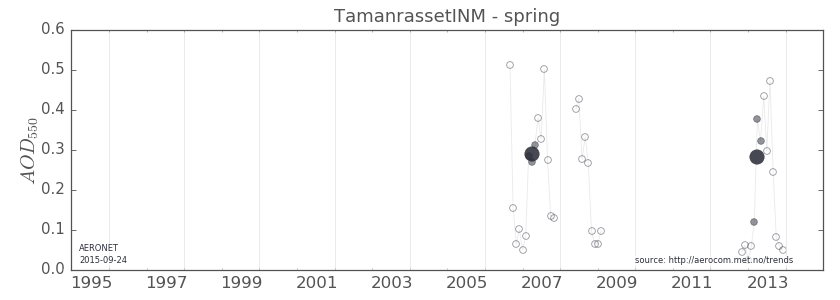 TamanrassetINM - spring
0.6
0.5
0.4
0.3
0.2
0.1
0.0
AOD550
AERONET
2015-09-24
source: http://aerocom.met.no/trends
1995 1997 1999 2001 2003 2005 2007 2009 2011 2013